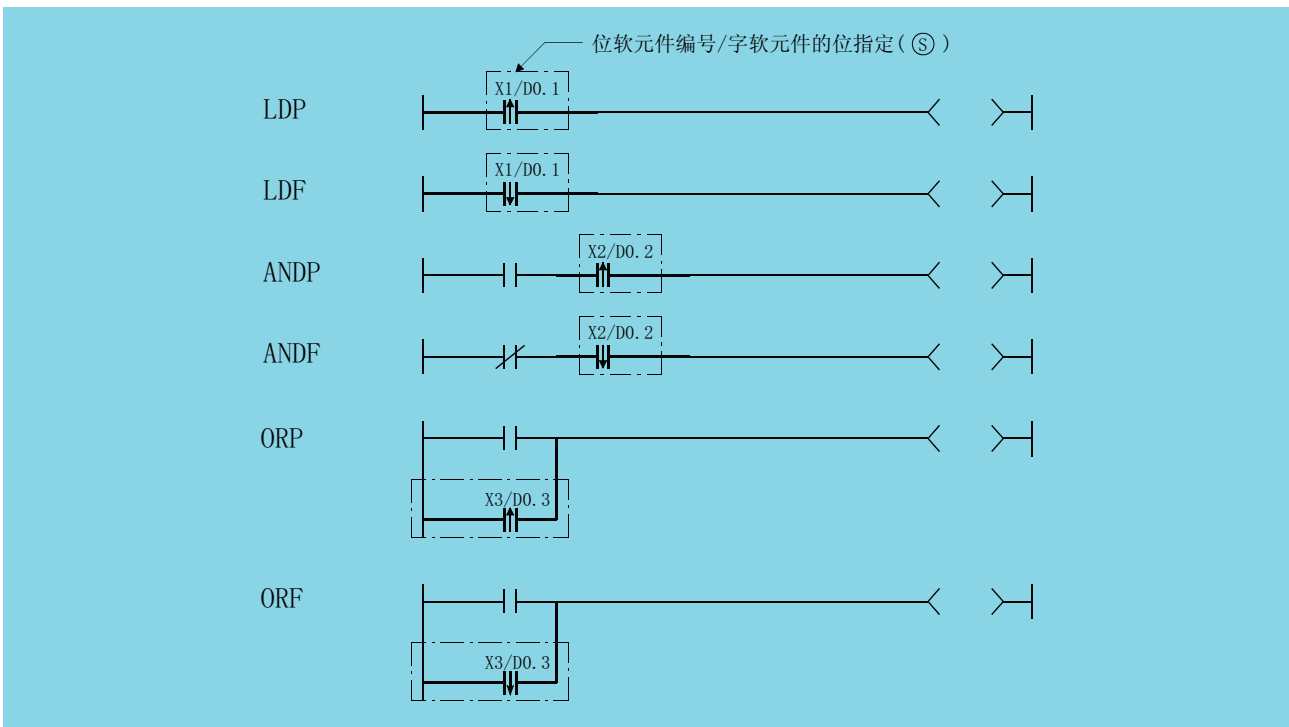 位软元件编号/字软元件的位指定(Ⓢ)
X1/D0.1
LDP
X1/D0.1
LDF
X2/D0.2
ANDP
X2/D0.2
ANDF
ORP
X3/D0.3
ORF
X3/D0.3